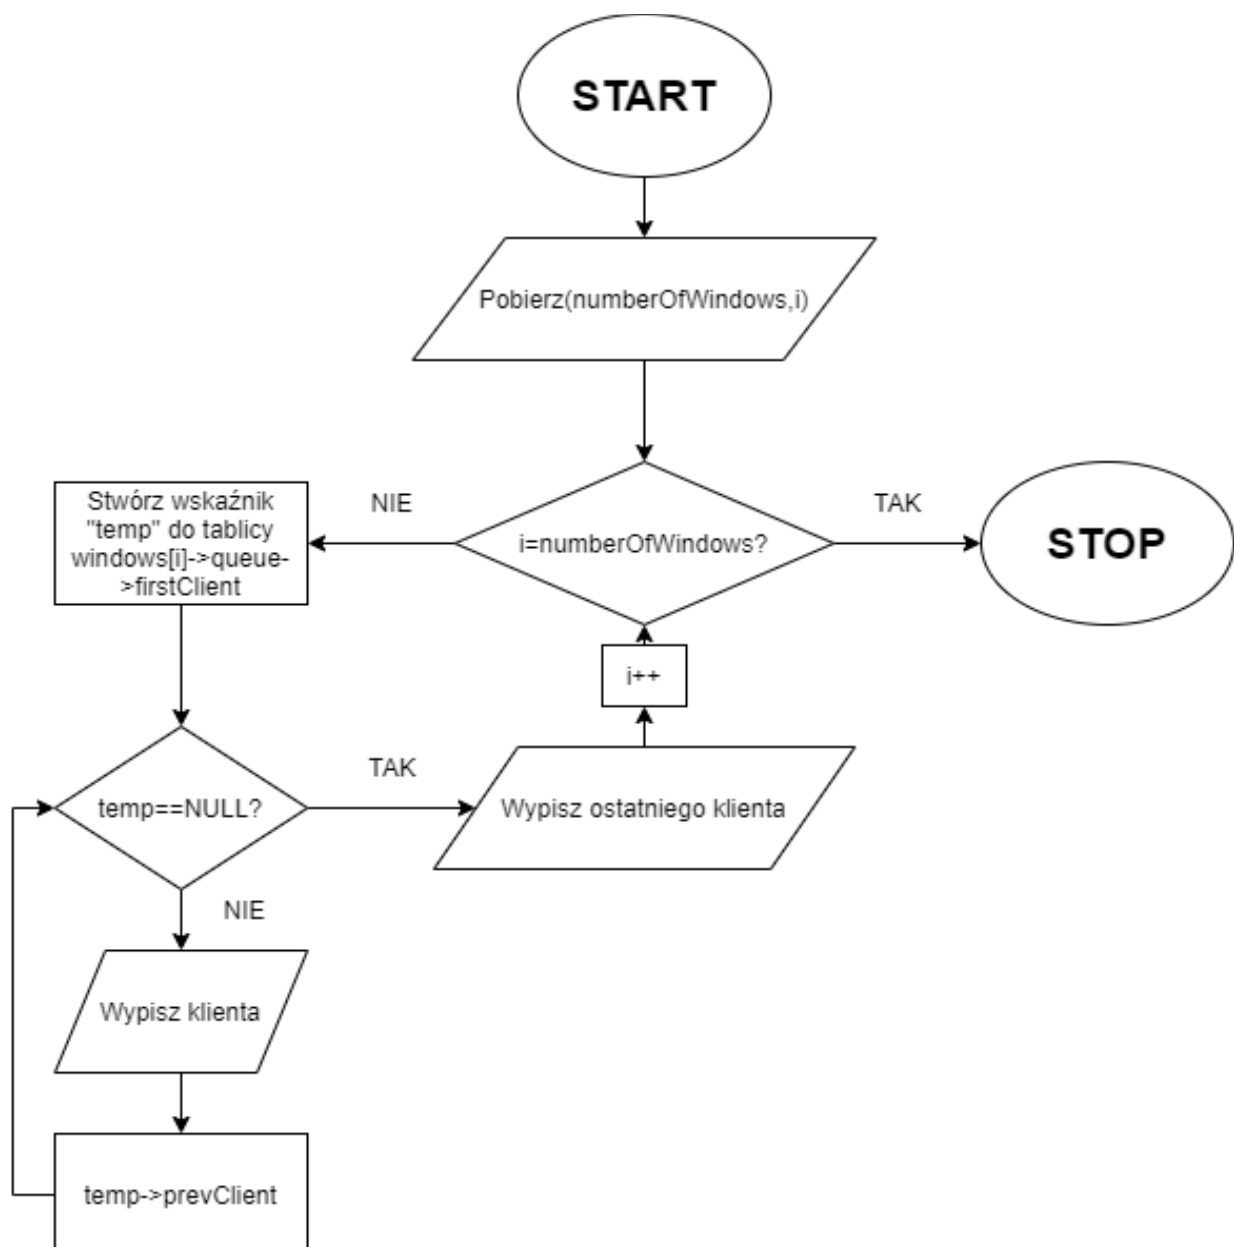 START
Pobierz(numberOfWindows,i)
NIE
TAK
Stwórz wskaźnik
"temp" do tablicy
windows[i]->queue-
>firstClient
i=numberOfWindows?
STOP
i++
TAK
temp==NULL?
Wypisz ostatniego klienta
NIE
Wypisz klienta
temp->prevClient